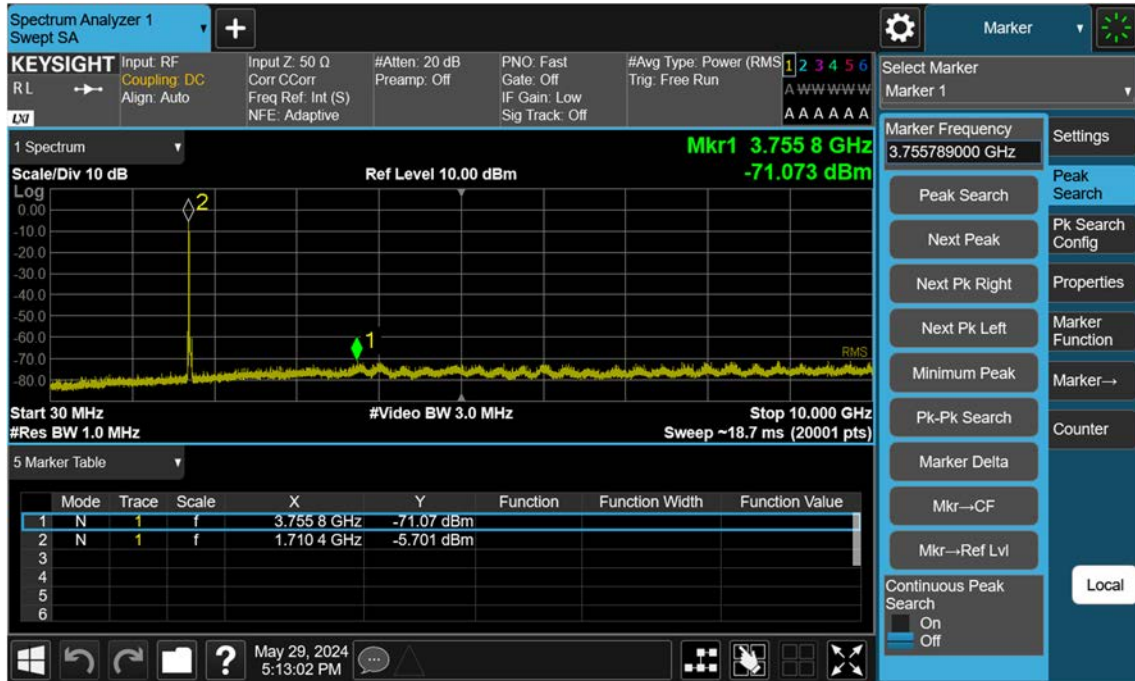 Spectrum Analyzer 1
Swept SA
+
Marker
KEYSIGHT
R L
LXI
Input: RF
Coupling: DC
Align: Auto
Input Z: 50 Ω
Corr CCorr
Freq Ref: Int (S)
NFE: Adaptive
#Atten: 20 dB
Preamp: Off
PNO: Fast
Gate: Off
IF Gain: Low
Sig Track: Off
#Avg Type: Power (RMS
Trig: Free Run
1 2 3 4 5 6
A W W W W W
A A A A A A
Select Marker
Marker 1
1 Spectrum
Mkr1 3.755 8 GHz
-71.073 dBm
Scale/Div 10 dB
Ref Level 10.00 dBm
Log
0.00
-10.0
-20.0
-30.0
-40.0
-50.0
-60.0
-70.0
-80.0
2
1
RMS
Start 30 MHz
#Video BW 3.0 MHz
Stop 10.000 GHz
#Res BW 1.0 MHz
Sweep ~18.7 ms (20001 pts)
5 Marker Table
Mode Trace Scale X Y Function Function Width Function Value
1 N 1 f 3.755 8 GHz -71.07 dBm
2 N 1 f 1.710 4 GHz -5.701 dBm
3
4
5
6
Marker Frequency
3.755789000 GHz
Peak Search
Next Peak
Next Pk Right
Next Pk Left
Minimum Peak
Pk-Pk Search
Marker Delta
Mkr→CF
Mkr→Ref Lvl
Continuous Peak
Search
On
Off
Settings
Peak
Search
Pk Search
Config
Properties
Marker
Function
Marker→
Counter
Local
?
May 29, 2024
5:13:02 PM